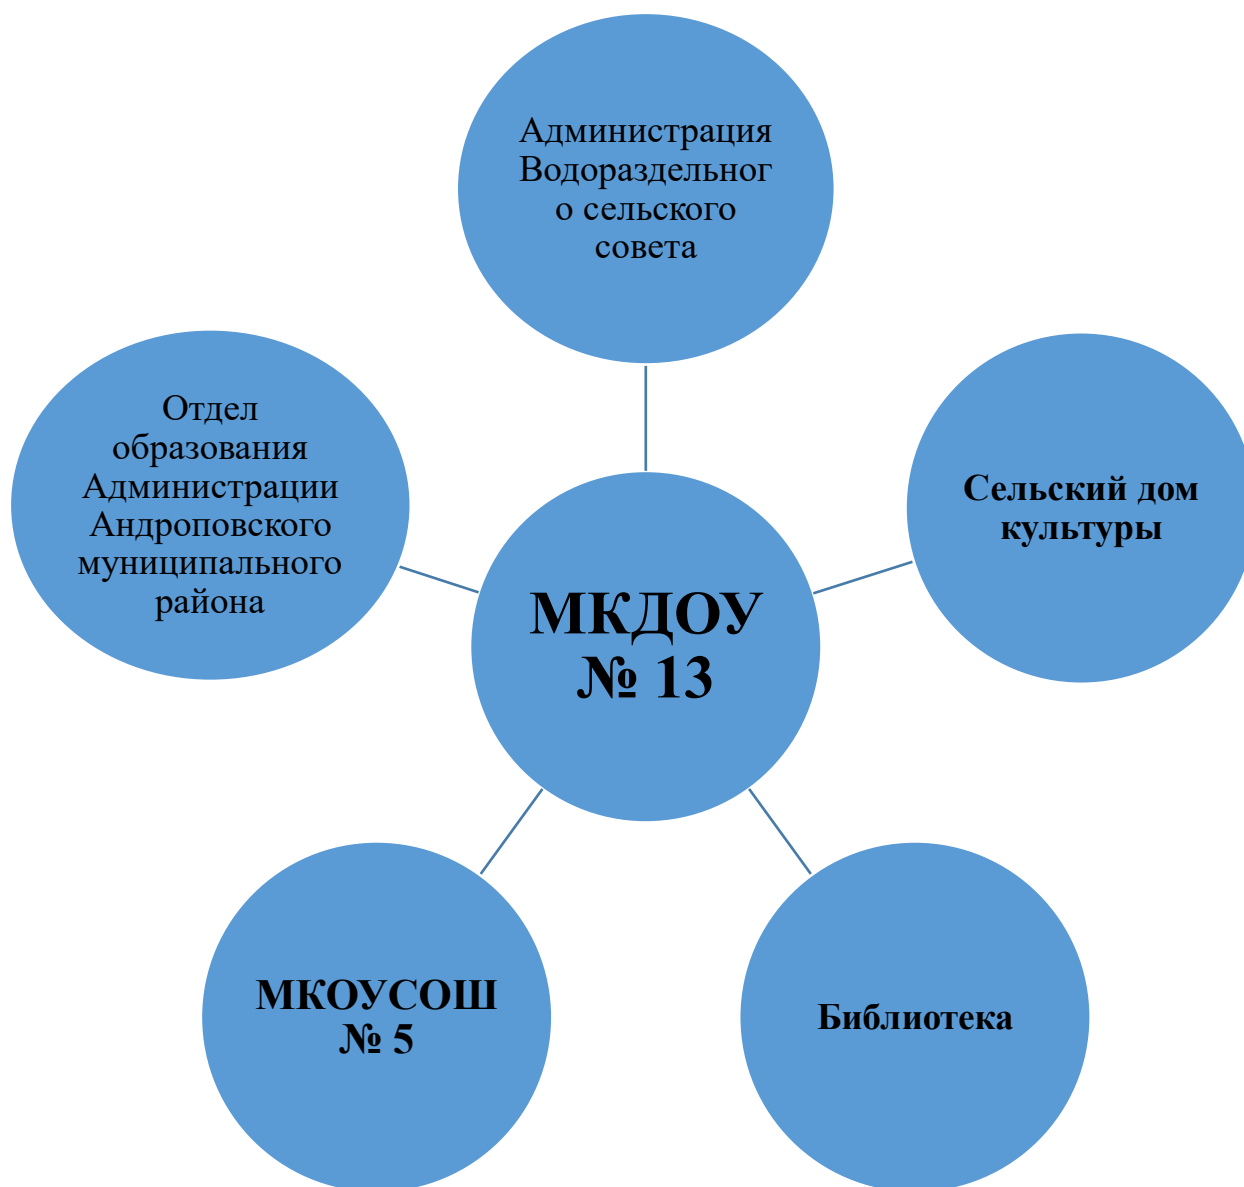 Администрация
Водораздельног
о сельского
совета
Отдел
образования
Администрации
Андроповского
муниципального
района
Сельский дом
культуры
МКДОУ
№ 13
МКОУСОШ
№ 5
Библиотека